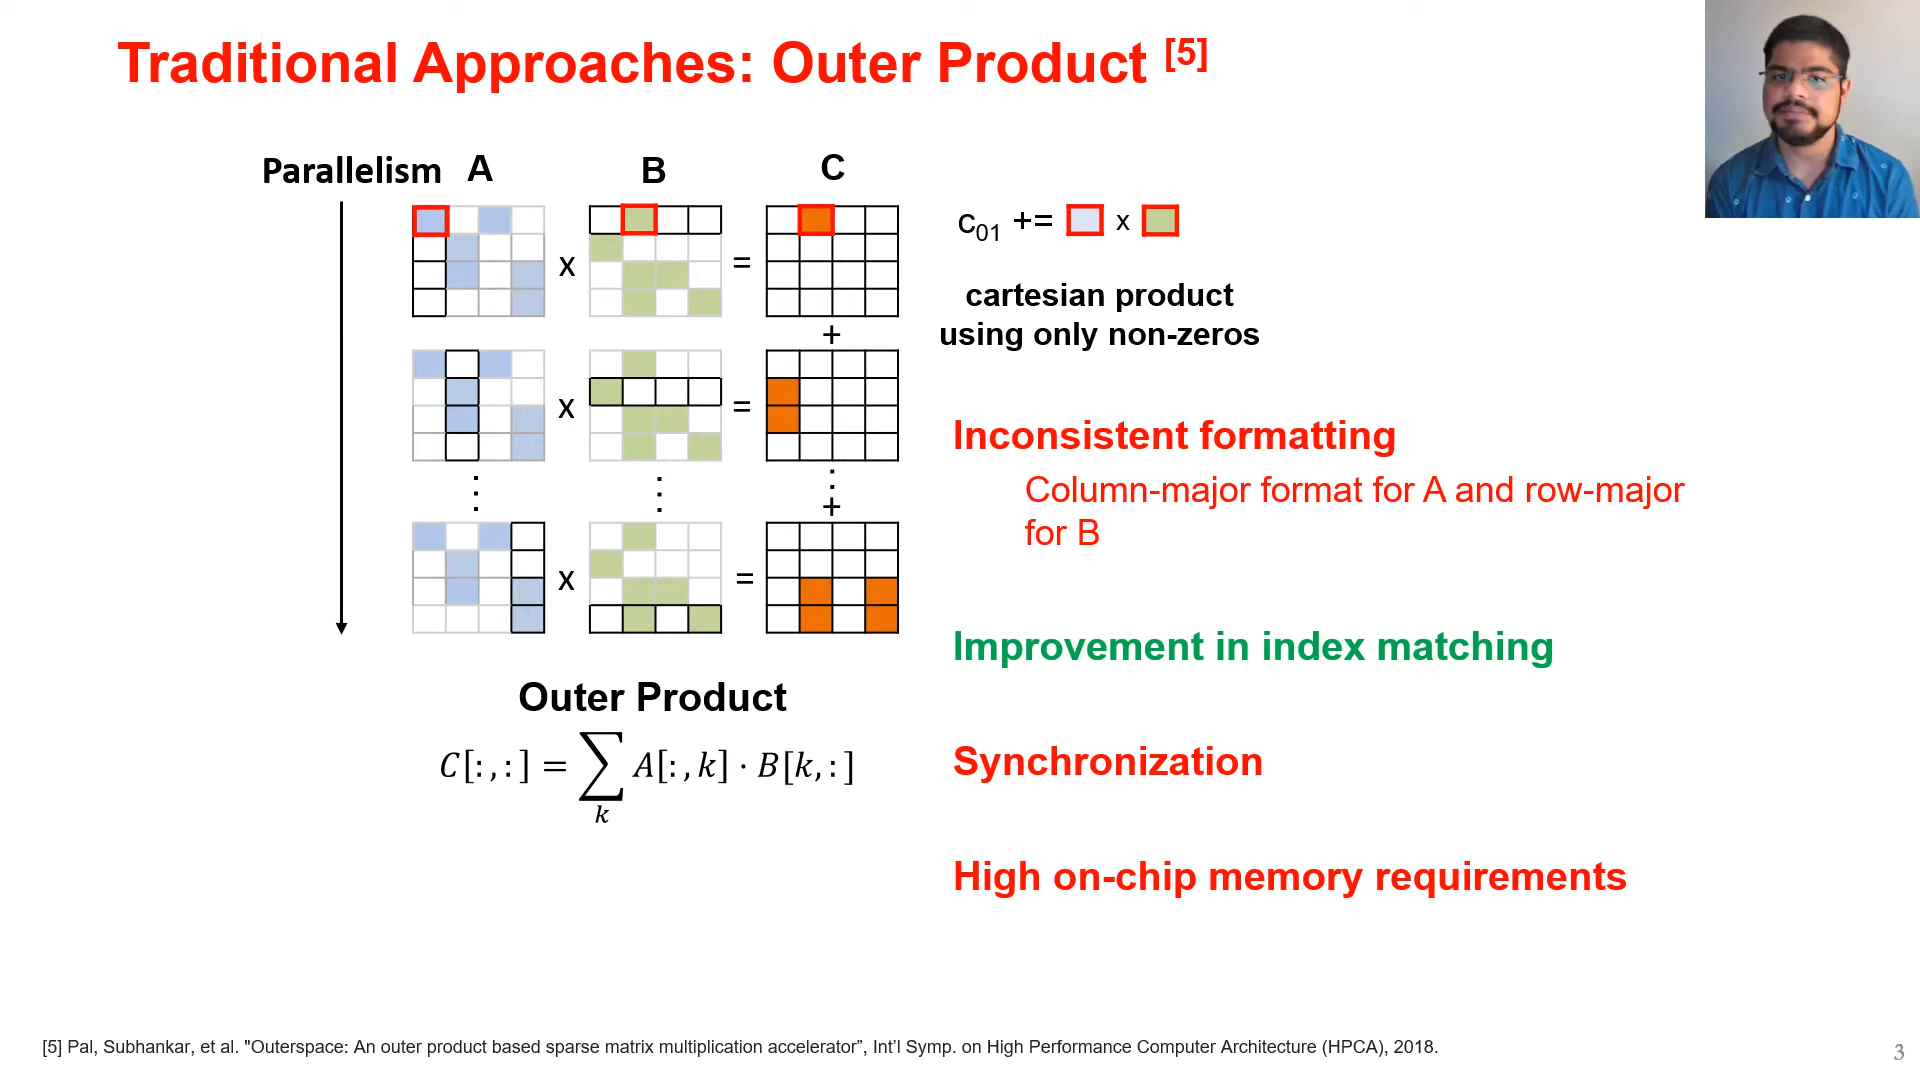 Traditional Approaches: Outer Product [5]
Parallelism A B C
x =
c01 += x
cartesian product
using only non-zeros
+
x =
⋮ ⋮ ⋮
+
x =
Outer Product
C[:,:] = ∑ A[:,k] · B[k,:]
k
Inconsistent formatting
Column-major format for A and row-major
for B
Improvement in index matching
Synchronization
High on-chip memory requirements
[5] Pal, Subhankar, et al. "Outerspace: An outer product based sparse matrix multiplication accelerator”, Int’l Symp. on High Performance Computer Architecture (HPCA), 2018.
3